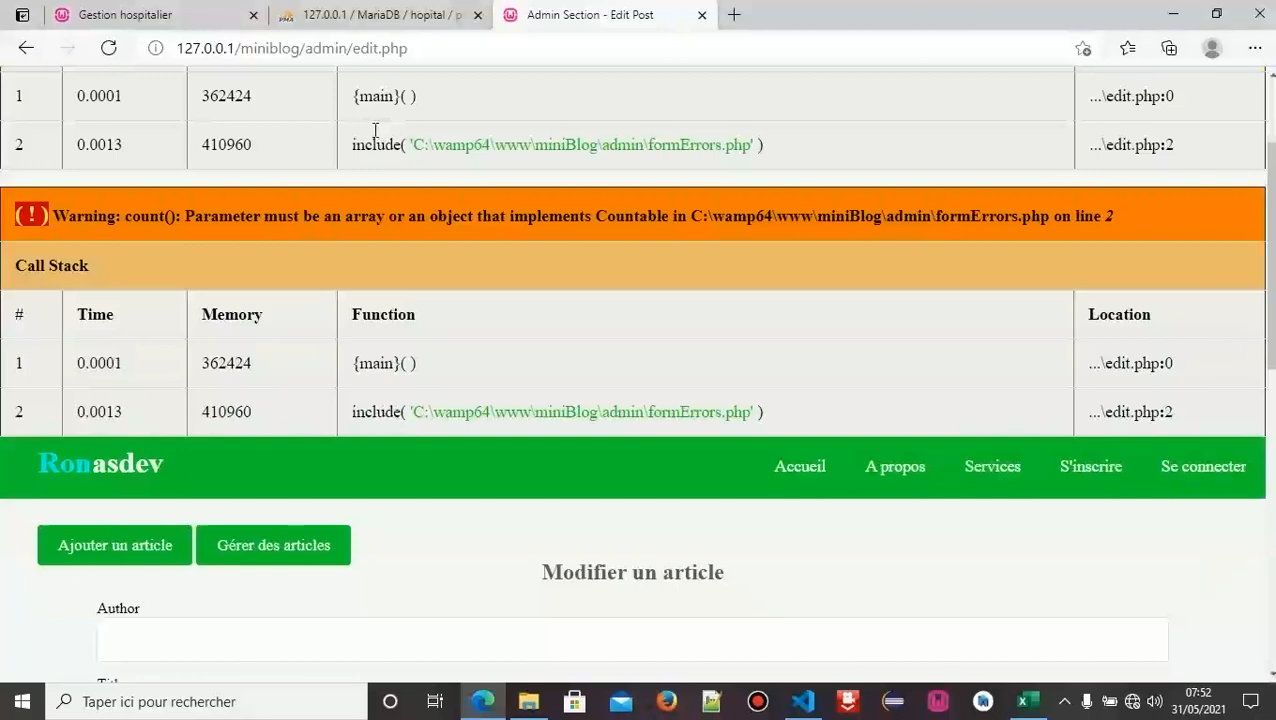 Gestion hospitalier
127.0.0.1 / MariaDB / hopital / p
Admin Section - Edit Post
127.0.0.1/miniblog/admin/edit.php
1 0.0001 362424 {main}( ) ...\edit.php:0
2 0.0013 410960 include( 'C:\wamp64\www\miniBlog\admin\formErrors.php' ) ...\edit.php:2
( ! ) Warning: count(): Parameter must be an array or an object that implements Countable in C:\wamp64\www\miniBlog\admin\formErrors.php on line 2
Call Stack
# Time Memory Function Location
1 0.0001 362424 {main}( ) ...\edit.php:0
2 0.0013 410960 include( 'C:\wamp64\www\miniBlog\admin\formErrors.php' ) ...\edit.php:2
Ronasdev Accueil A propos Services S'inscrire Se connecter
Ajouter un article Gérer des articles
Modifier un article
Author
Taper ici pour rechercher
07:52
31/05/2021